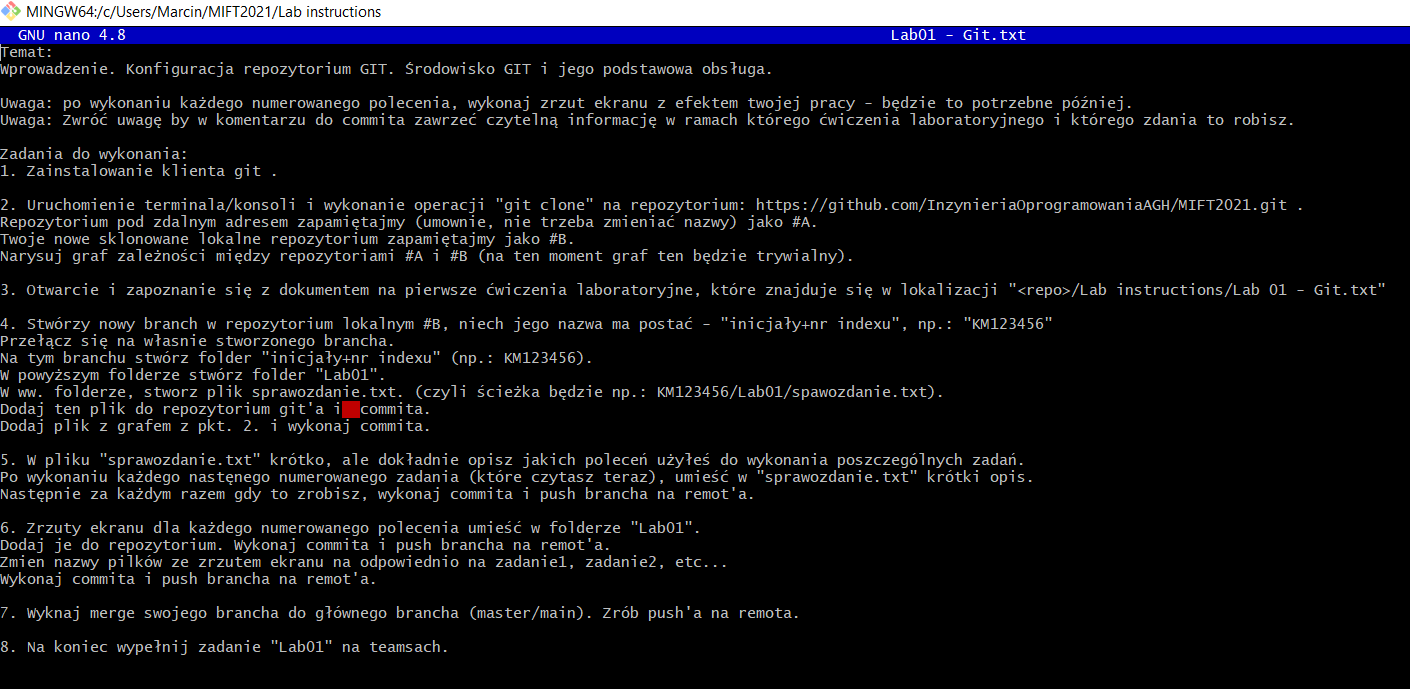 MINGW64:/c/Users/Marcin/MIFT2021/Lab instructions
GNU nano 4.8 Lab01 - Git.txt
Temat:
Wprowadzenie. Konfiguracja repozytorium GIT. Środowisko GIT i jego podstawowa obsługa.
Uwaga: po wykonaniu każdego numerowanego polecenia, wykonaj zrzut ekranu z efektem twojej pracy - będzie to potrzebne później.
Uwaga: Zwróć uwagę by w komentarzu do commita zawrzeć czytelną informację w ramach którego ćwiczenia laboratoryjnego i którego zdania to robisz.
Zadania do wykonania:
1. Zainstalowanie klienta git .
2. Uruchomienie terminala/konsoli i wykonanie operacji "git clone" na repozytorium: https://github.com/InzynieriaOprogramowaniaAGH/MIFT2021.git .
Repozytorium pod zdalnym adresem zapamiętajmy (umownie, nie trzeba zmieniać nazwy) jako #A.
Twoje nowe sklonowane lokalne repozytorium zapamiętajmy jako #B.
Narysuj graf zależności między repozytoriami #A i #B (na ten moment graf ten będzie trywialny).
3. Otwarcie i zapoznanie się z dokumentem na pierwsze ćwiczenia laboratoryjne, które znajduje się w lokalizacji "<repo>/Lab instructions/Lab 01 - Git.txt"
4. Stwórzy nowy branch w repozytorium lokalnym #B, niech jego nazwa ma postać - "inicjały+nr indexu", np.: "KM123456"
Przełącz się na własnie stworzonego brancha.
Na tym branchu stwórz folder "inicjały+nr indexu" (np.: KM123456).
W powyższym folderze stwórz folder "Lab01".
W ww. folderze, stworz plik sprawozdanie.txt. (czyli ścieżka będzie np.: KM123456/Lab01/spawozdanie.txt).
Dodaj ten plik do repozytorium git'a i commita.
Dodaj plik z grafem z pkt. 2. i wykonaj commita.
5. W pliku "sprawozdanie.txt" krótko, ale dokładnie opisz jakich poleceń użyłeś do wykonania poszczególnych zadań.
Po wykonaniu każdego nastęnego numerowanego zadania (które czytasz teraz), umieść w "sprawozdanie.txt" krótki opis.
Następnie za każdym razem gdy to zrobisz, wykonaj commita i push brancha na remot'a.
6. Zrzuty ekranu dla każdego numerowanego polecenia umieść w folderze "Lab01".
Dodaj je do repozytorium. Wykonaj commita i push brancha na remot'a.
Zmien nazwy pilków ze zrzutem ekranu na odpowiednio na zadanie1, zadanie2, etc...
Wykonaj commita i push brancha na remot'a.
7. Wyknaj merge swojego brancha do głównego brancha (master/main). Zrób push'a na remota.
8. Na koniec wypełnij zadanie "Lab01" na teamsach.